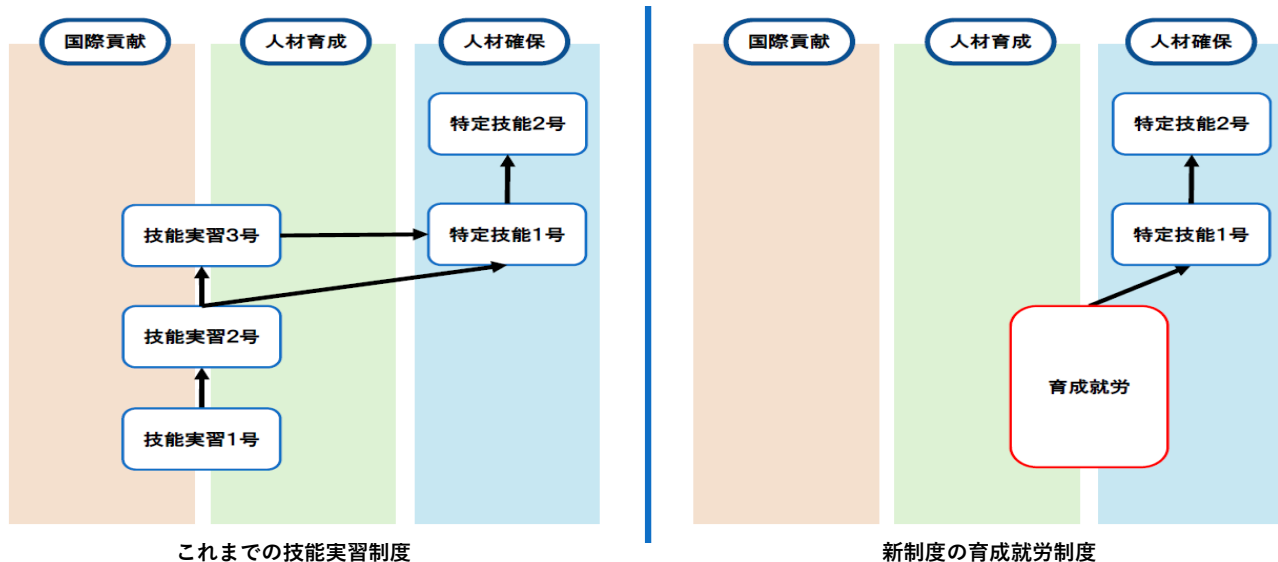 国際貢献
人材育成
人材確保
特定技能2号
技能実習3号
特定技能1号
技能実習2号
技能実習1号
これまでの技能実習制度
国際貢献
人材育成
人材確保
特定技能2号
特定技能1号
育成就労
新制度の育成就労制度